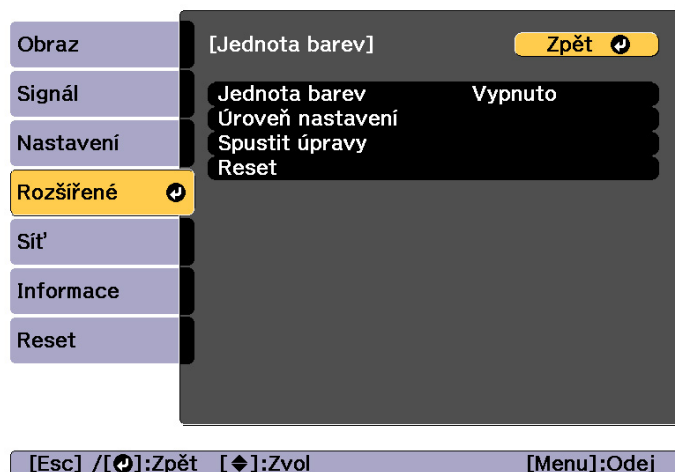 Obraz
Signál
Nastavení
Rozšířené
Síť
Informace
Reset
[Jednota barev]
Zpět
Jednota barev Vypnuto
Úroveň nastavení
Spustit úpravy
Reset
[Esc] /[ ]:Zpět [ ]:Zvol [Menu]:Odej